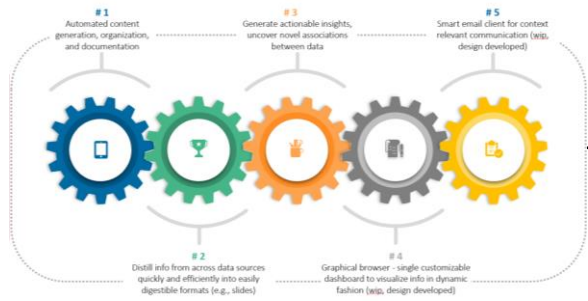 # 1
Automated content
generation, organization,
and documentation
# 3
Generate actionable insights,
uncover novel associations
between data
# 5
Smart email client for context
relevant communication (wip,
design developed)
# 2
Distill info from across data sources
quickly and efficiently into easily
digestible formats (e.g., slides)
# 4
Graphical browser - single customizable
dashboard to visualize info in dynamic
fashion (wip, design developed)